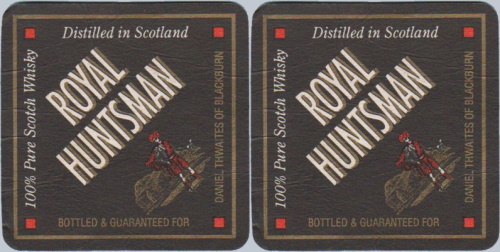 Distilled in Scotland
100% Pure Scotch Whisky
ROYAL
HUNTSMAN
BOTTLED & GUARANTEED FOR
DANIEL THWAITES OF BLACKBURN
Distilled in Scotland
100% Pure Scotch Whisky
ROYAL
HUNTSMAN
BOTTLED & GUARANTEED FOR
DANIEL THWAITES OF BLACKBURN